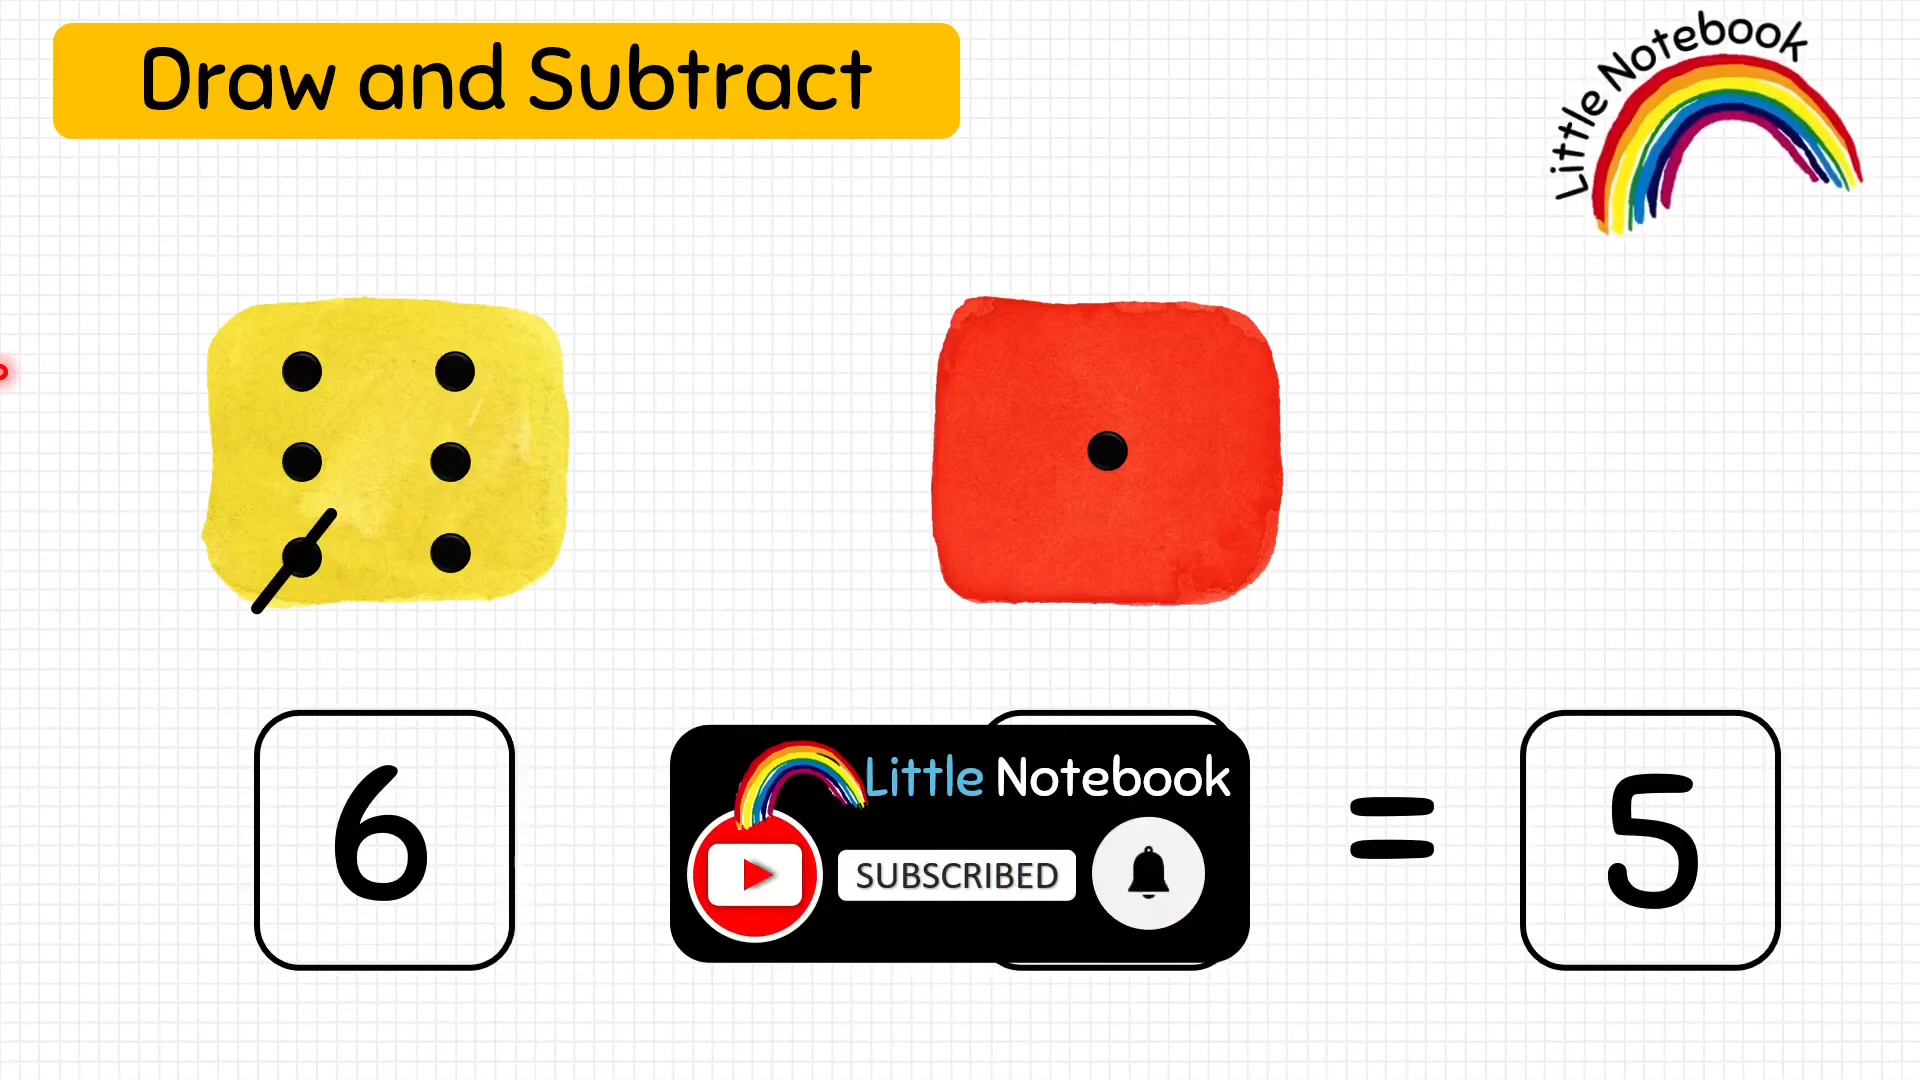 Draw and Subtract
Little Notebook
6
Little Notebook
SUBSCRIBED
=
5